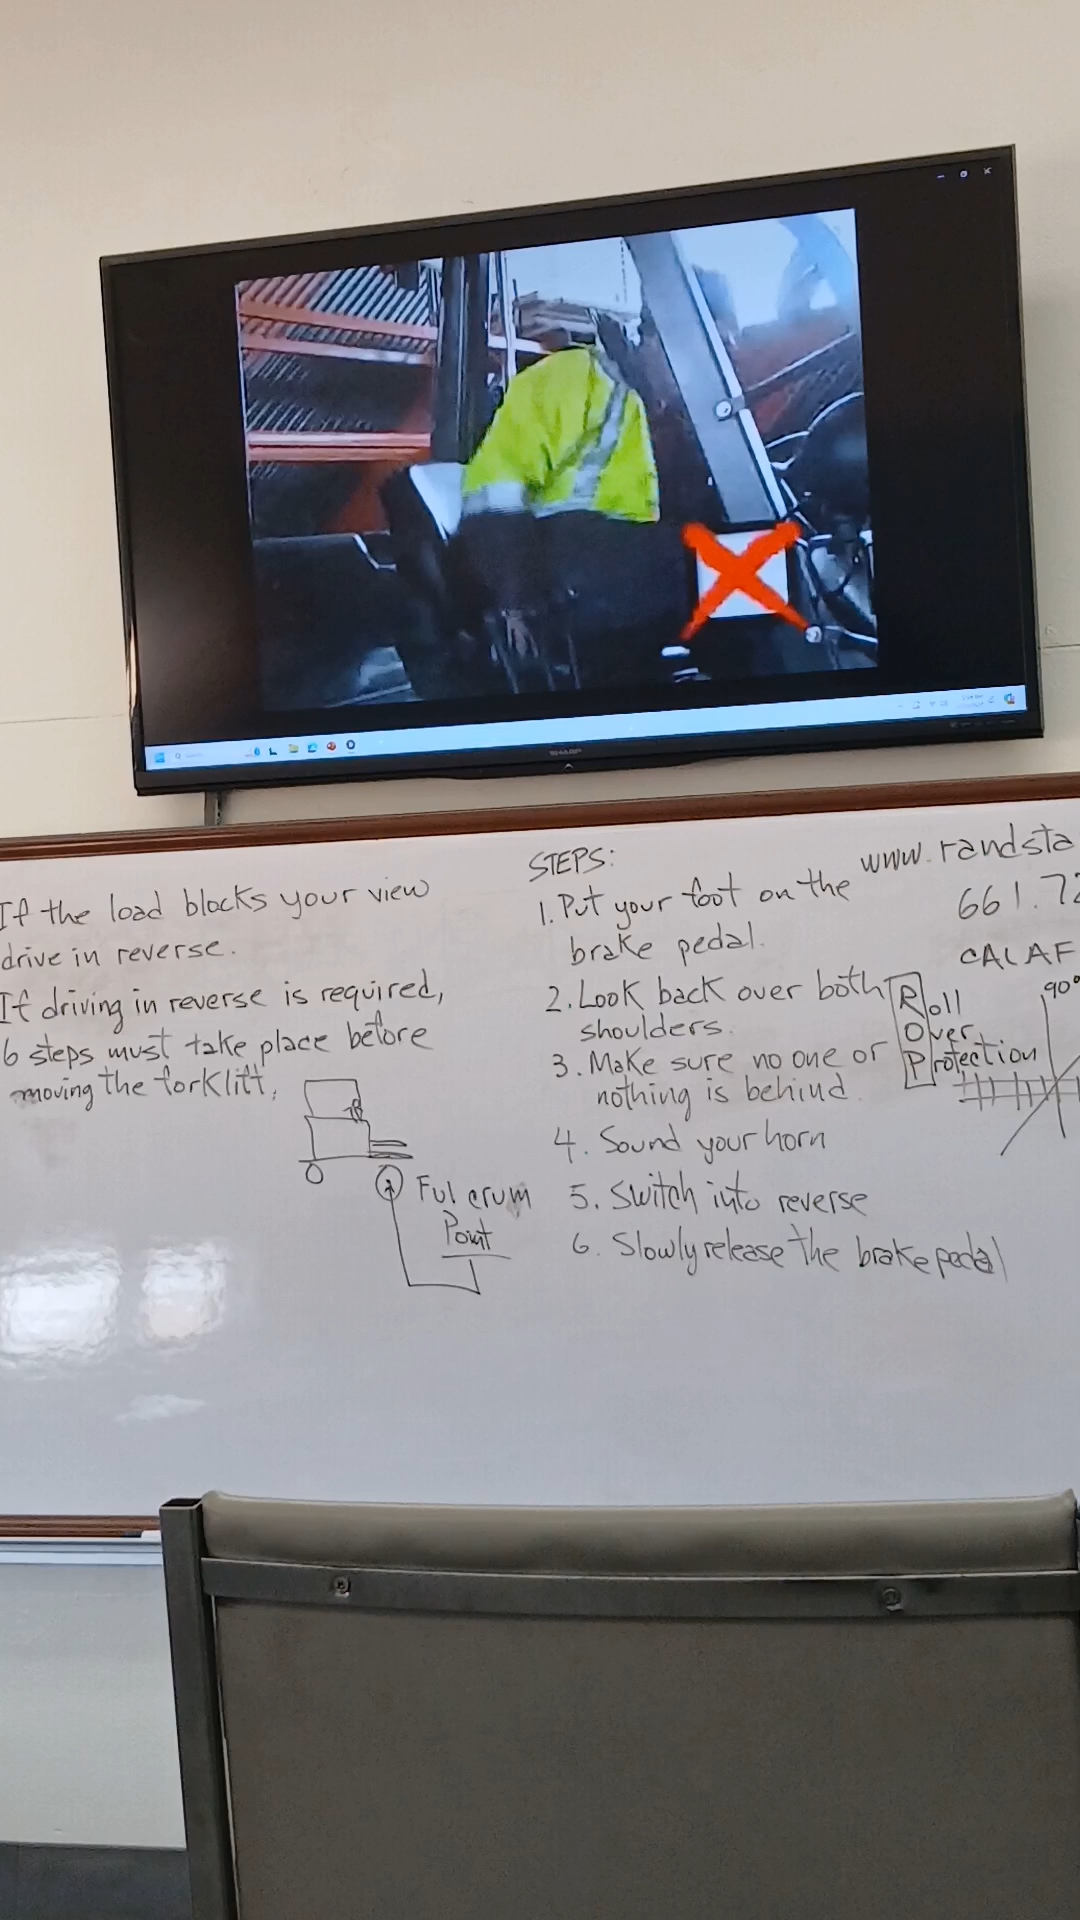 SHARP
If the load blocks your view
drive in reverse.
If driving in reverse is required,
6 steps must take place before
moving the forklift.
Fulcrum
Point
STEPS:
1. Put your foot on the
brake pedal.
2. Look back over both
shoulders.
3. Make sure no one or
nothing is behind.
4. Sound your horn
5. Switch into reverse
6. Slowly release the brake pedal
www.randsta
661.72
CALAF
Roll
Over
Protection
90°